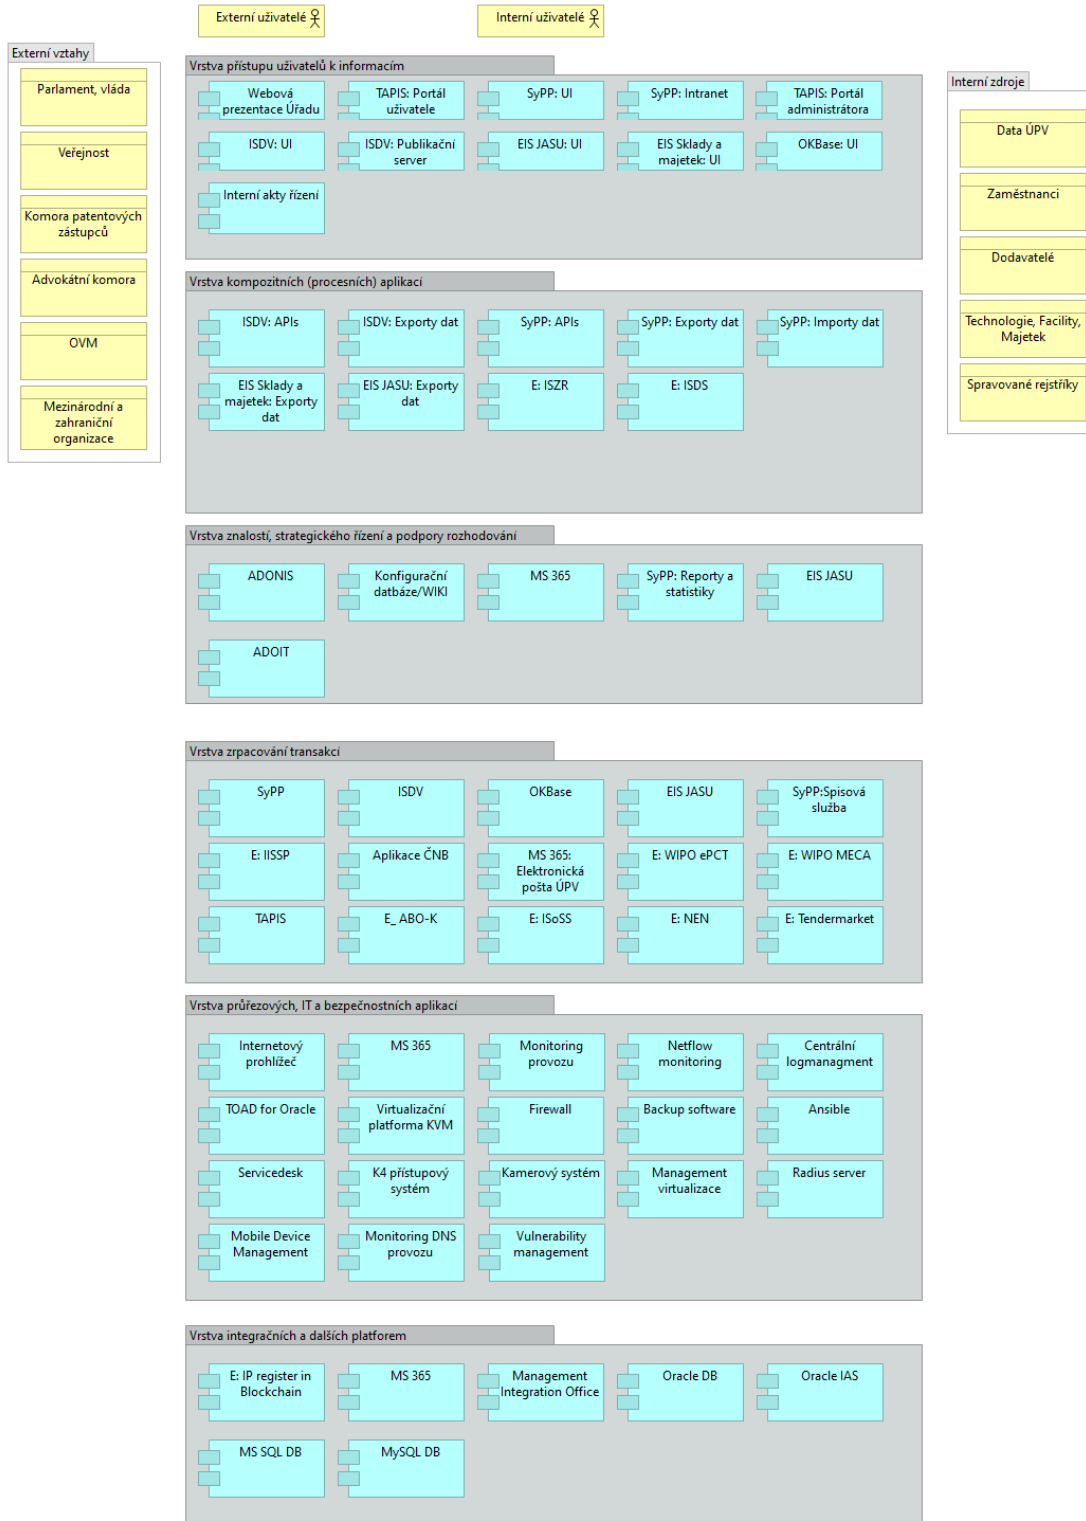 Externí uživatelé
Interní uživatelé
Externí vztahy
Parlament, vláda
Veřejnost
Komora patentových
zástupců
Advokátní komora
OVM
Mezinárodní a
zahraniční
organizace
Vrstva přístupu uživatelů k informacím
Webová
prezentace Úřadu
TAPIS: Portál
uživatele
SyPP: UI
SyPP: Intranet
TAPIS: Portál
administrátora
ISDV: UI
ISDV: Publikační
server
EIS JASU: UI
EIS Sklady a
majetek: UI
OKBase: UI
Interní akty řízení
Interní zdroje
Data ÚPV
Zaměstnanci
Dodavatelé
Technologie, Facility,
Majetek
Spravované rejstříky
Vrstva kompozitních (procesních) aplikací
ISDV: APIs
ISDV: Exporty dat
SyPP: APIs
SyPP: Exporty dat
SyPP: Importy dat
EIS Sklady a
majetek: Exporty
dat
EIS JASU: Exporty
dat
E: ISZR
E: ISDS
Vrstva znalostí, strategického řízení a podpory rozhodování
ADONIS
Konfigurační
datbáze/WIKI
MS 365
SyPP: Reporty a
statistiky
EIS JASU
ADOIT
Vrstva zrpacování transakcí
SyPP
ISDV
OKBase
EIS JASU
SyPP:Spisová
služba
E: IISSP
Aplikace ČNB
MS 365:
Elektronická
pošta ÚPV
E: WIPO ePCT
E: WIPO MECA
TAPIS
E_ ABO-K
E: ISoSS
E: NEN
E: Tendermarket
Vrstva průřezových, IT a bezpečnostních aplikací
Internetový
prohlížeč
MS 365
Monitoring
provozu
Netflow
monitoring
Centrální
logmanagment
TOAD for Oracle
Virtualizační
platforma KVM
Firewall
Backup software
Ansible
Servicedesk
K4 přístupový
systém
Kamerový systém
Management
virtualizace
Radius server
Mobile Device
Management
Monitoring DNS
provozu
Vulnerability
management
Vrstva integračních a dalších platforem
E: IP register in
Blockchain
MS 365
Management
Integration Office
Oracle DB
Oracle IAS
MS SQL DB
MySQL DB